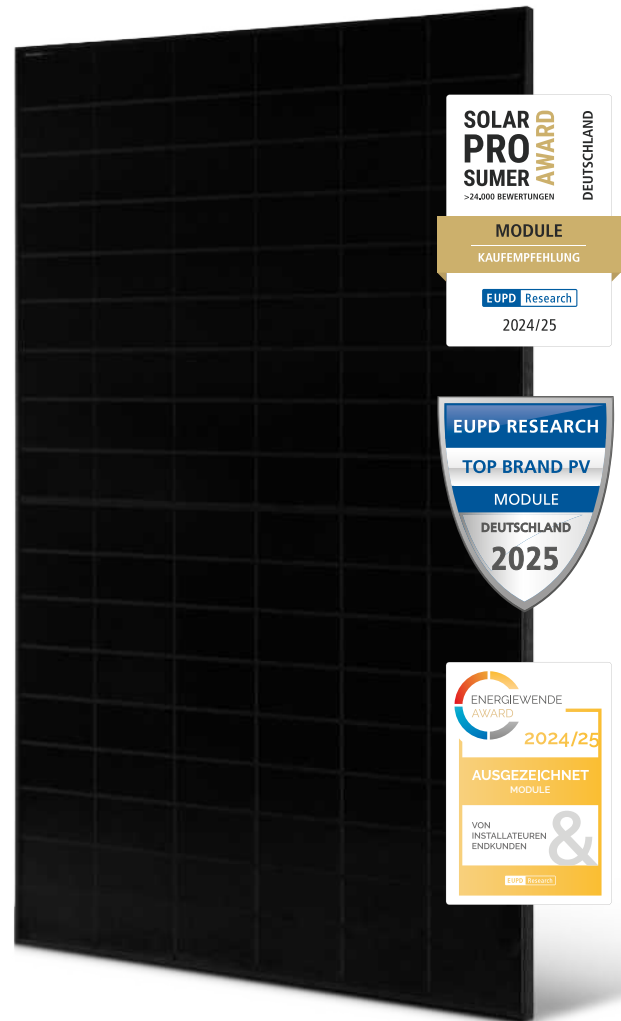 SOLAR
PRO
SUMER
AWARD
DEUTSCHLAND
>24.000 BEWERTUNGEN
MODULE
KAUFEMPFEHLUNG
EUPD Research
2024/25
EUPD RESEARCH
TOP BRAND PV
MODULE
DEUTSCHLAND
2025
ENERGIEWENDE
AWARD
2024/25
AUSGEZEICHNET
MODULE
VON
INSTALLATEUREN
&
ENDKUNDEN
EUPD Research